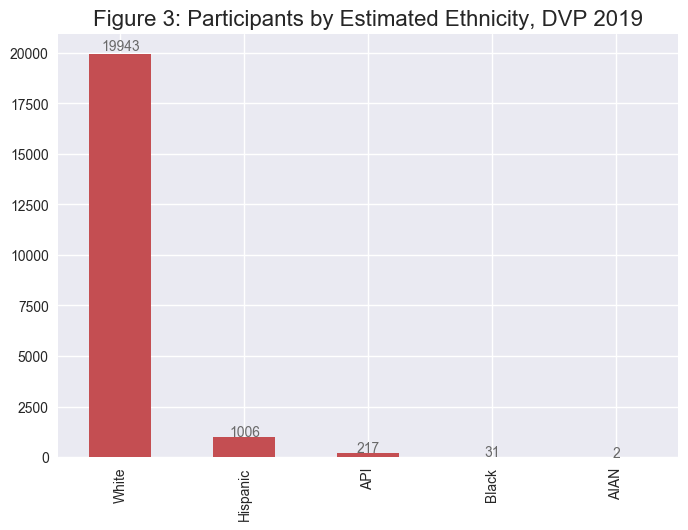 Figure 3: Participants by Estimated Ethnicity, DVP 2019
20000
17500
15000
12500
10000
7500
5000
2500
0
19943
1006
217
31
2
White
Hispanic
API
Black
AIAN